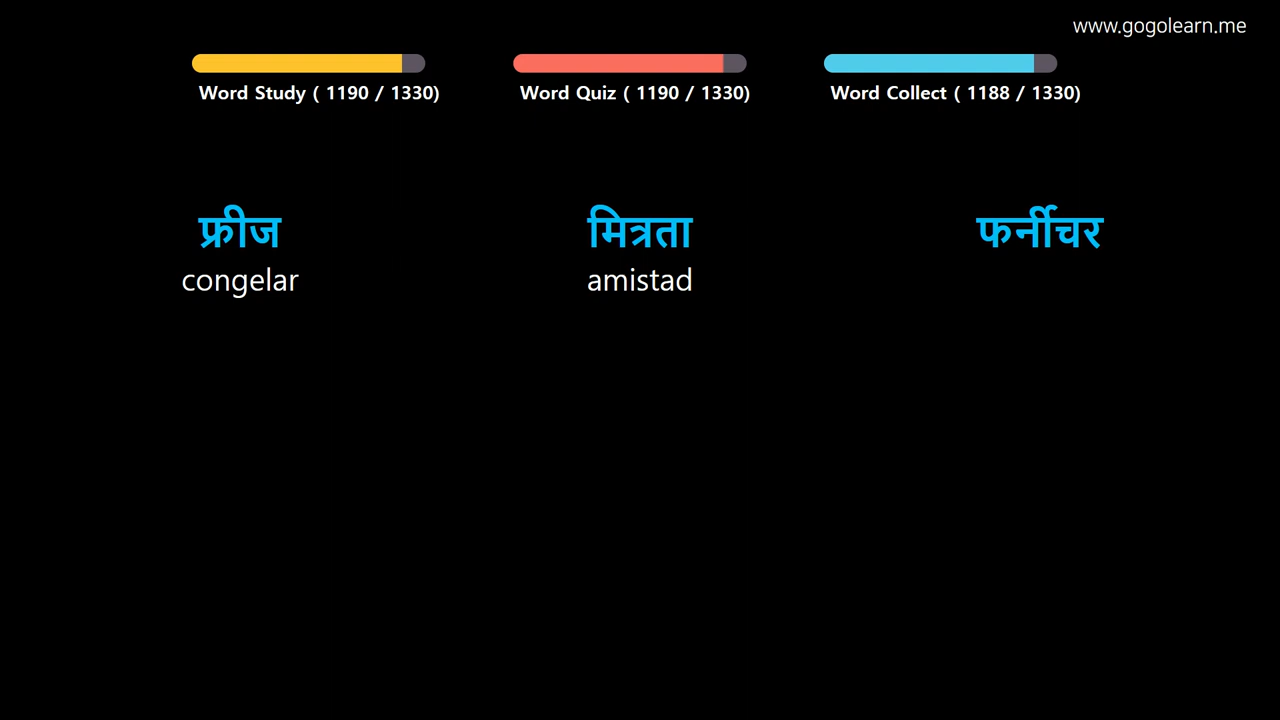 www.gogolearn.me
Word Study ( 1190 / 1330)
Word Quiz ( 1190 / 1330)
Word Collect ( 1188 / 1330)
फ्रीज
मित्रता
फर्नीचर
congelar
amistad